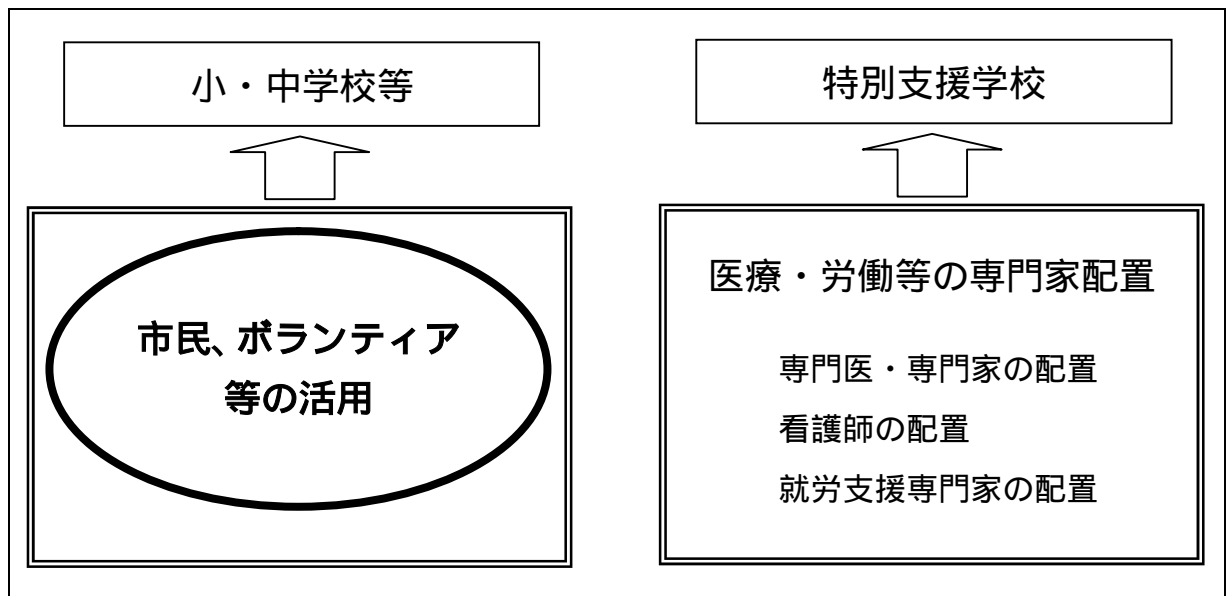 小・中学校等
市民、ボランティア
等の活用
特別支援学校
医療・労働等の専門家配置
専門医・専門家の配置
看護師の配置
就労支援専門家の配置